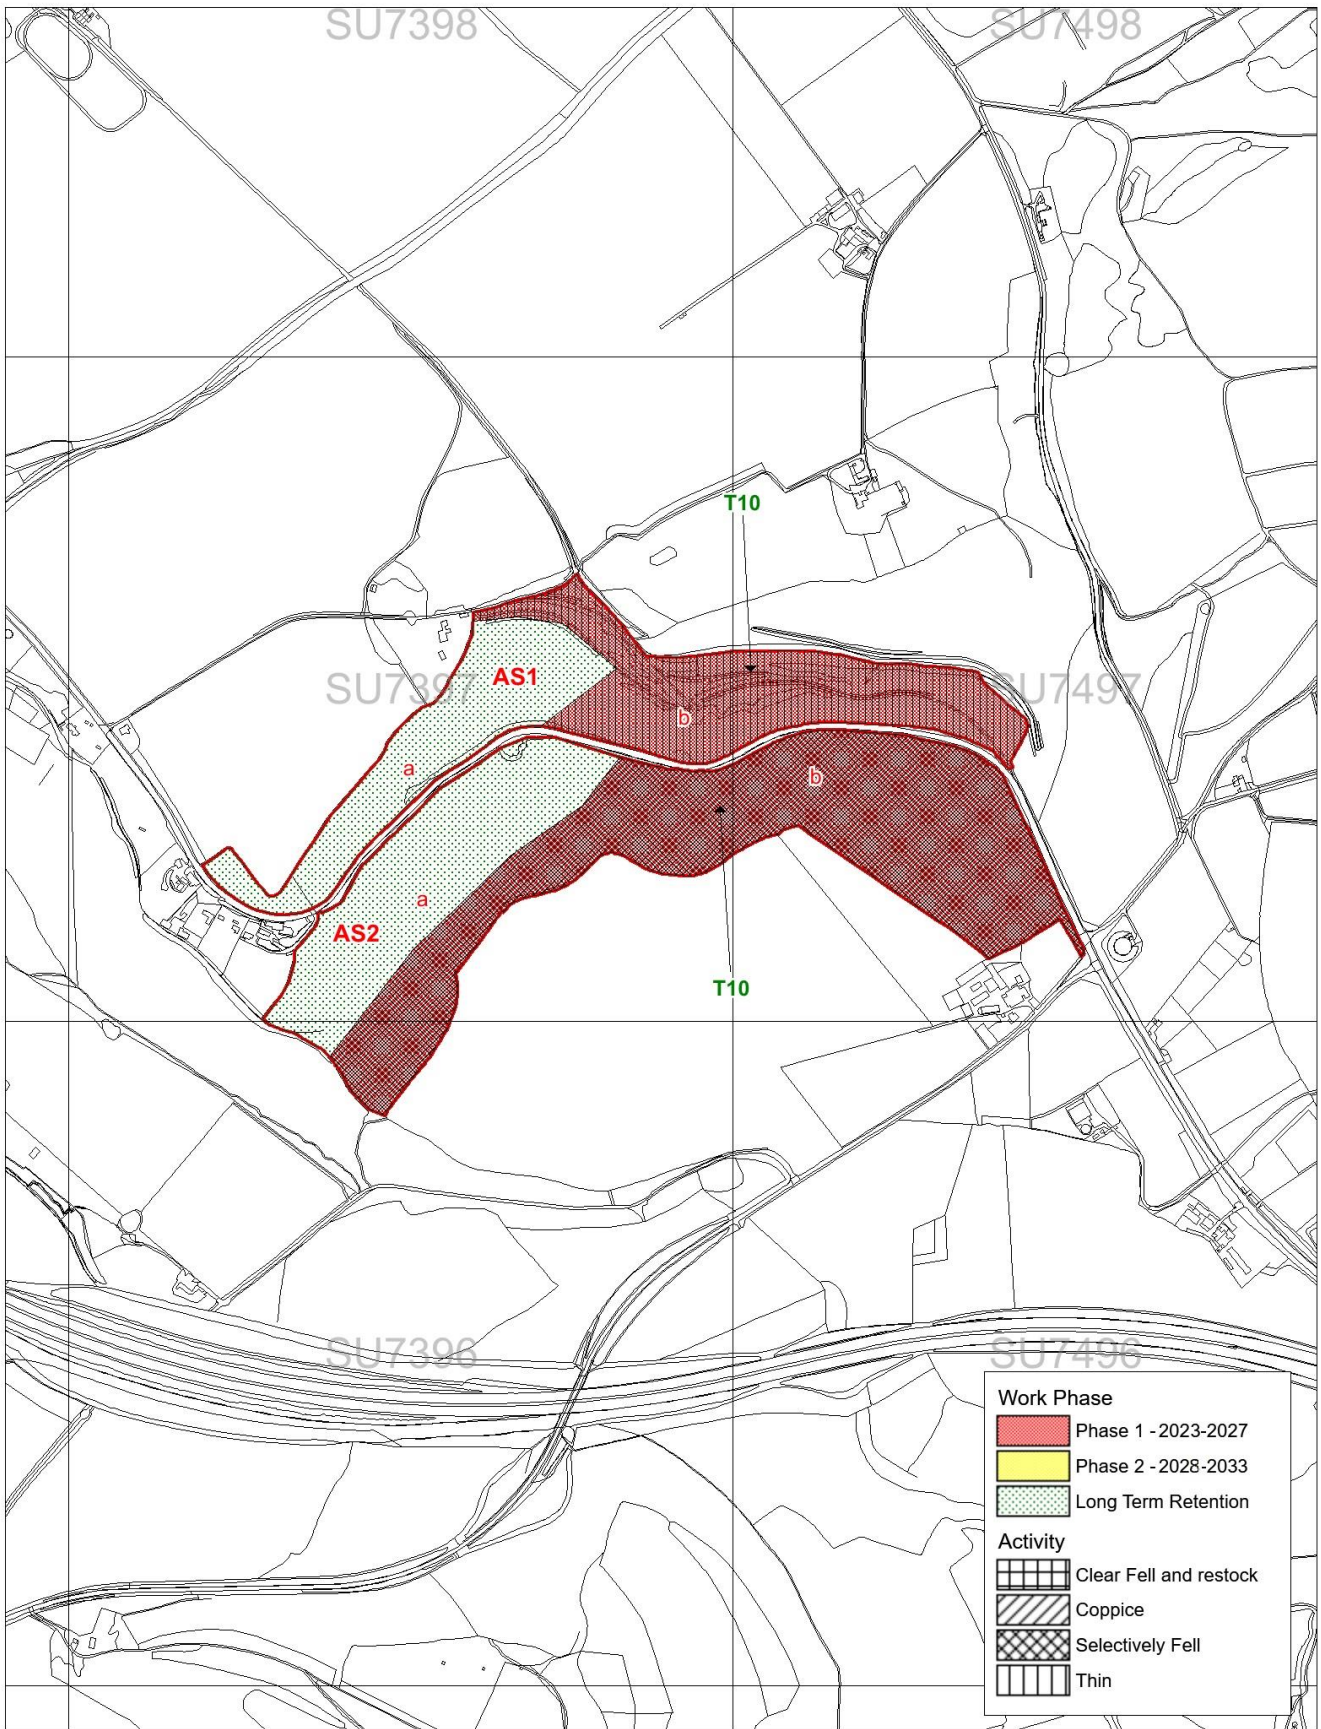 SU7398
SU7498
T10
AS1
SU7397
SU7497
b
a
b
a
AS2
T10
SU7396
SU7496
Work Phase
Phase 1 - 2023-2027
Phase 2 - 2028-2033
Long Term Retention
Activity
Clear Fell and restock
Coppice
Selectively Fell
Thin